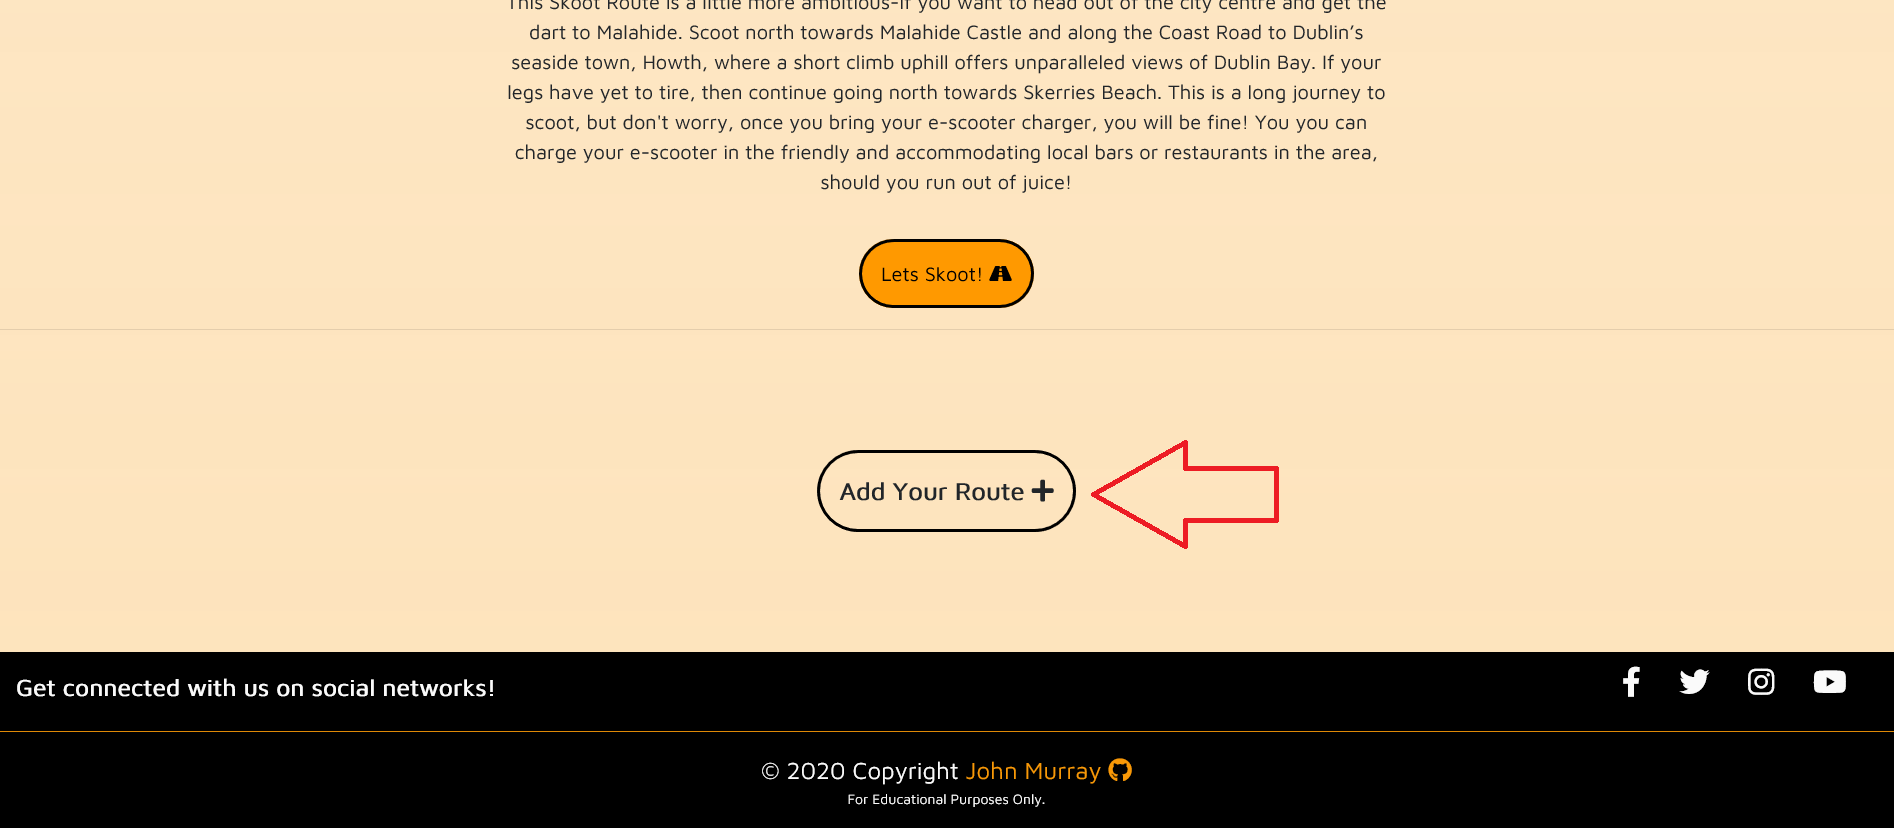 This Skoot Route is a little more ambitious-if you want to head out of the city centre and get the
dart to Malahide. Scoot north towards Malahide Castle and along the Coast Road to Dublin’s
seaside town, Howth, where a short climb uphill offers unparalleled views of Dublin Bay. If your
legs have yet to tire, then continue going north towards Skerries Beach. This is a long journey to
scoot, but don't worry, once you bring your e-scooter charger, you will be fine! You you can
charge your e-scooter in the friendly and accommodating local bars or restaurants in the area,
should you run out of juice!
Lets Skoot!
Add Your Route
Get connected with us on social networks!
© 2020 Copyright John Murray
For Educational Purposes Only.